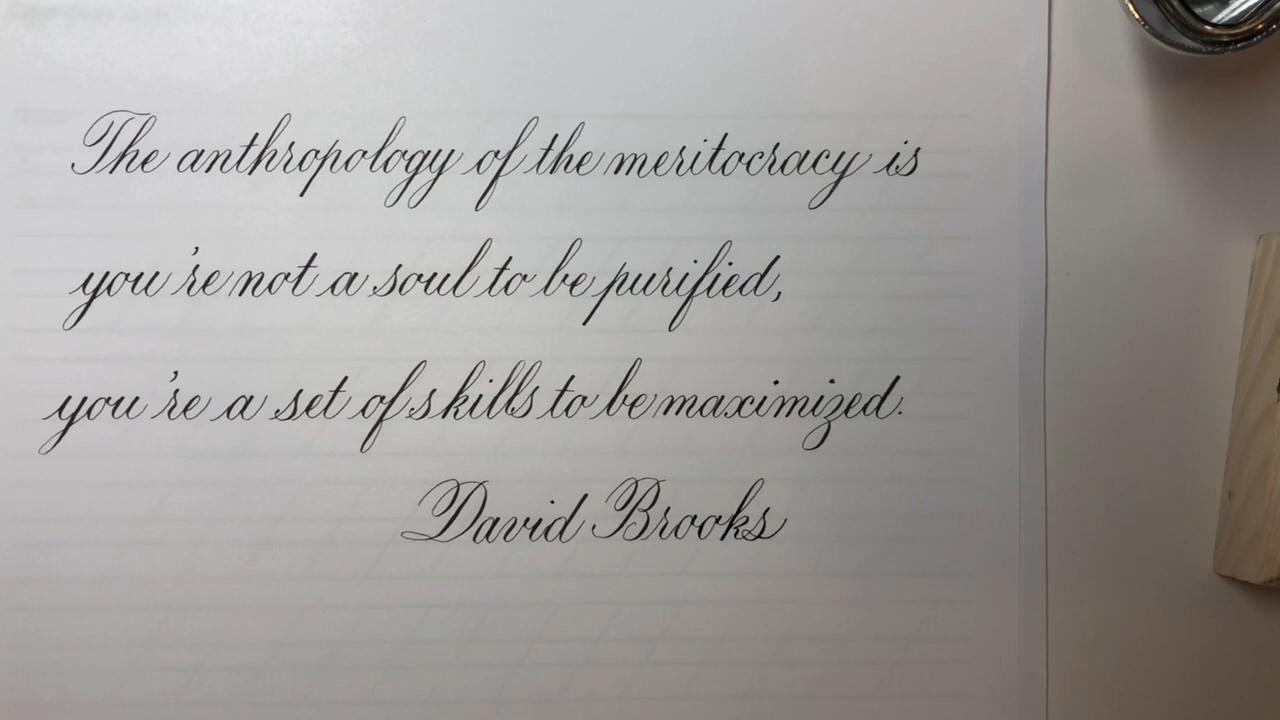 The anthropology of the meritocracy is
you're not a soul to be purified,
you're a set of skills to be maximized.
David Brooks